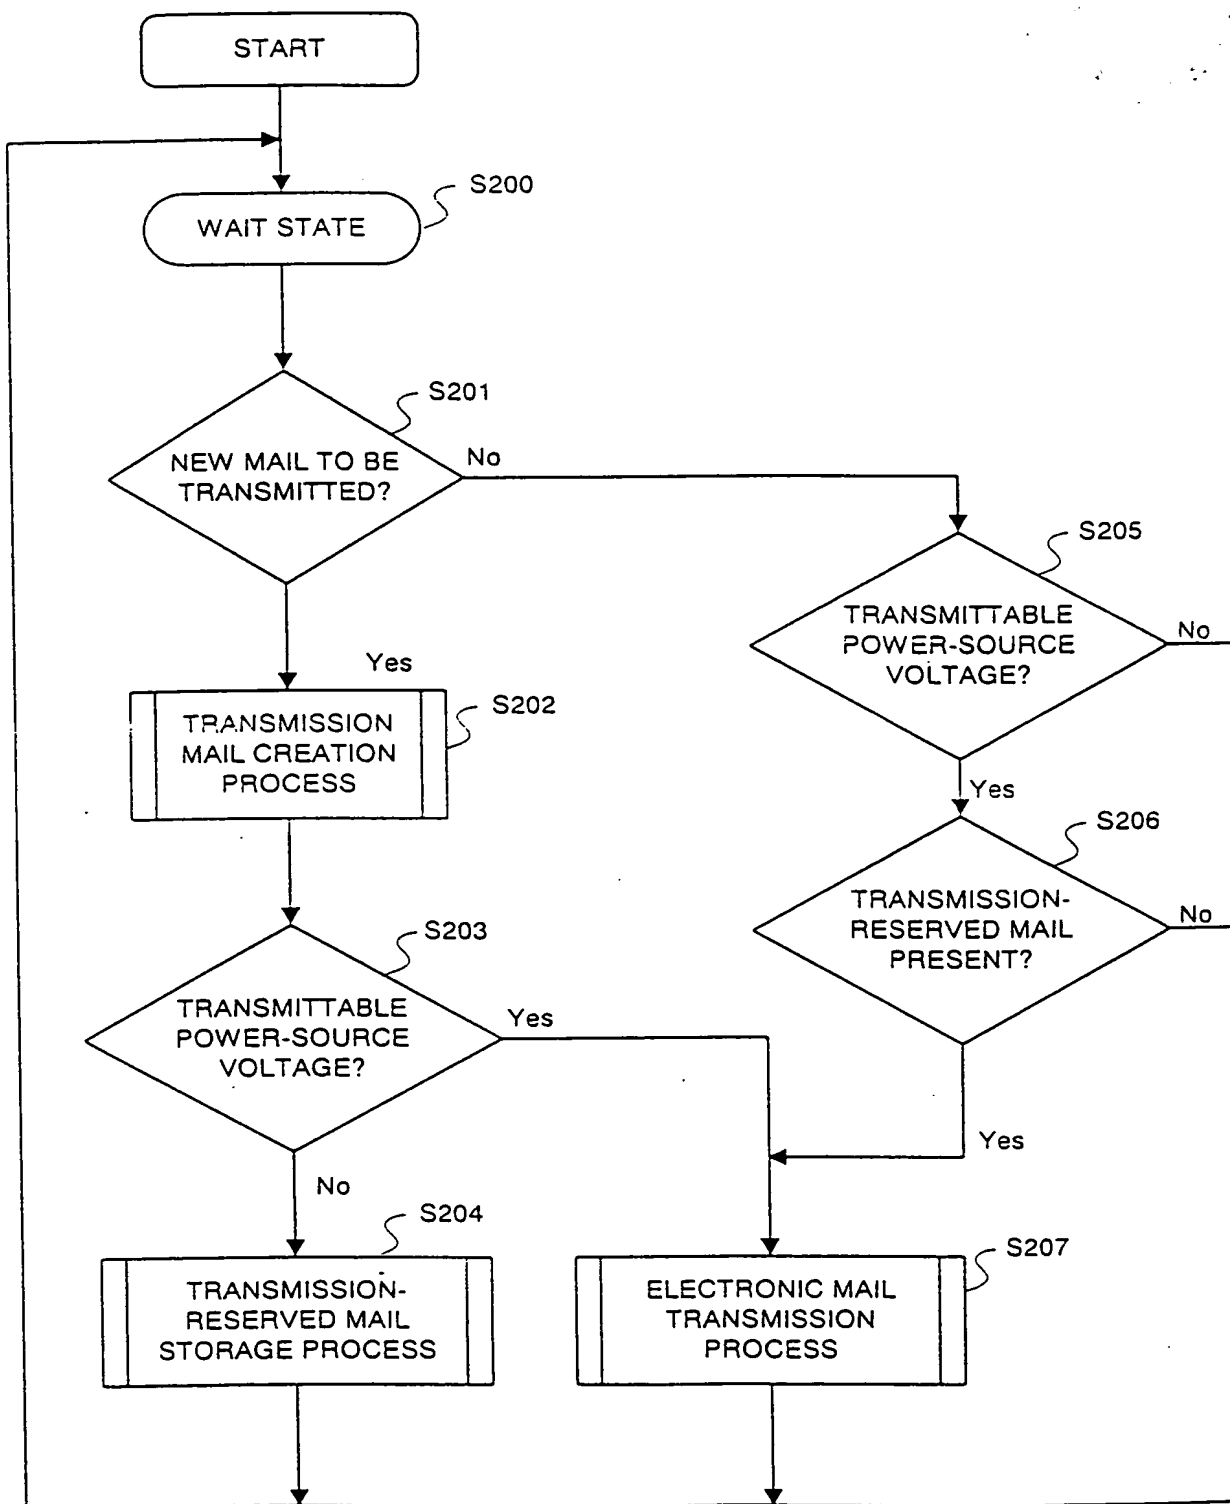 START
S200
WAIT STATE
S201
NEW MAIL TO BE
TRANSMITTED?
No
Yes
S205
TRANSMITTABLE
POWER-SOURCE
VOLTAGE?
No
Yes
S202
TRANSMISSION
MAIL CREATION
PROCESS
S206
TRANSMISSION-
RESERVED MAIL
PRESENT?
No
Yes
S203
TRANSMITTABLE
POWER-SOURCE
VOLTAGE?
Yes
No
S204
TRANSMISSION-
RESERVED MAIL
STORAGE PROCESS
S207
ELECTRONIC MAIL
TRANSMISSION
PROCESS